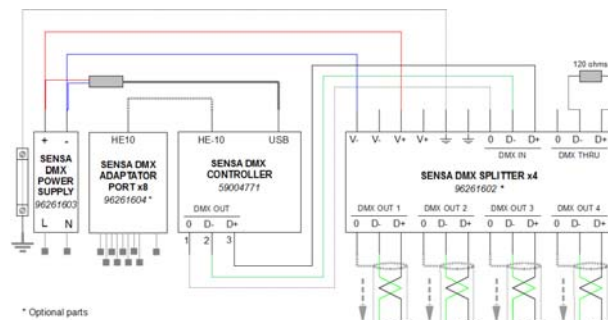 120 ohms
+ -
HE10
HE-10
USB
V- V- V+ V+ 0 D- D+ 0 D- D+
DMX IN
DMX THRU
SENSA
DMX
POWER
SUPPLY
96261603
L N
SENSA DMX
ADAPTATOR
PORT x8
96261604 *
SENSA DMX
CONTROLLER
59004771
DMX OUT
0 D- D+
1 2 3
SENSA DMX SPLITTER x4
96261602 *
DMX OUT 1
DMX OUT 2
DMX OUT 3
DMX OUT 4
0 D- D+ 0 D- D+ 0 D- D+ 0 D- D+
* Optional parts